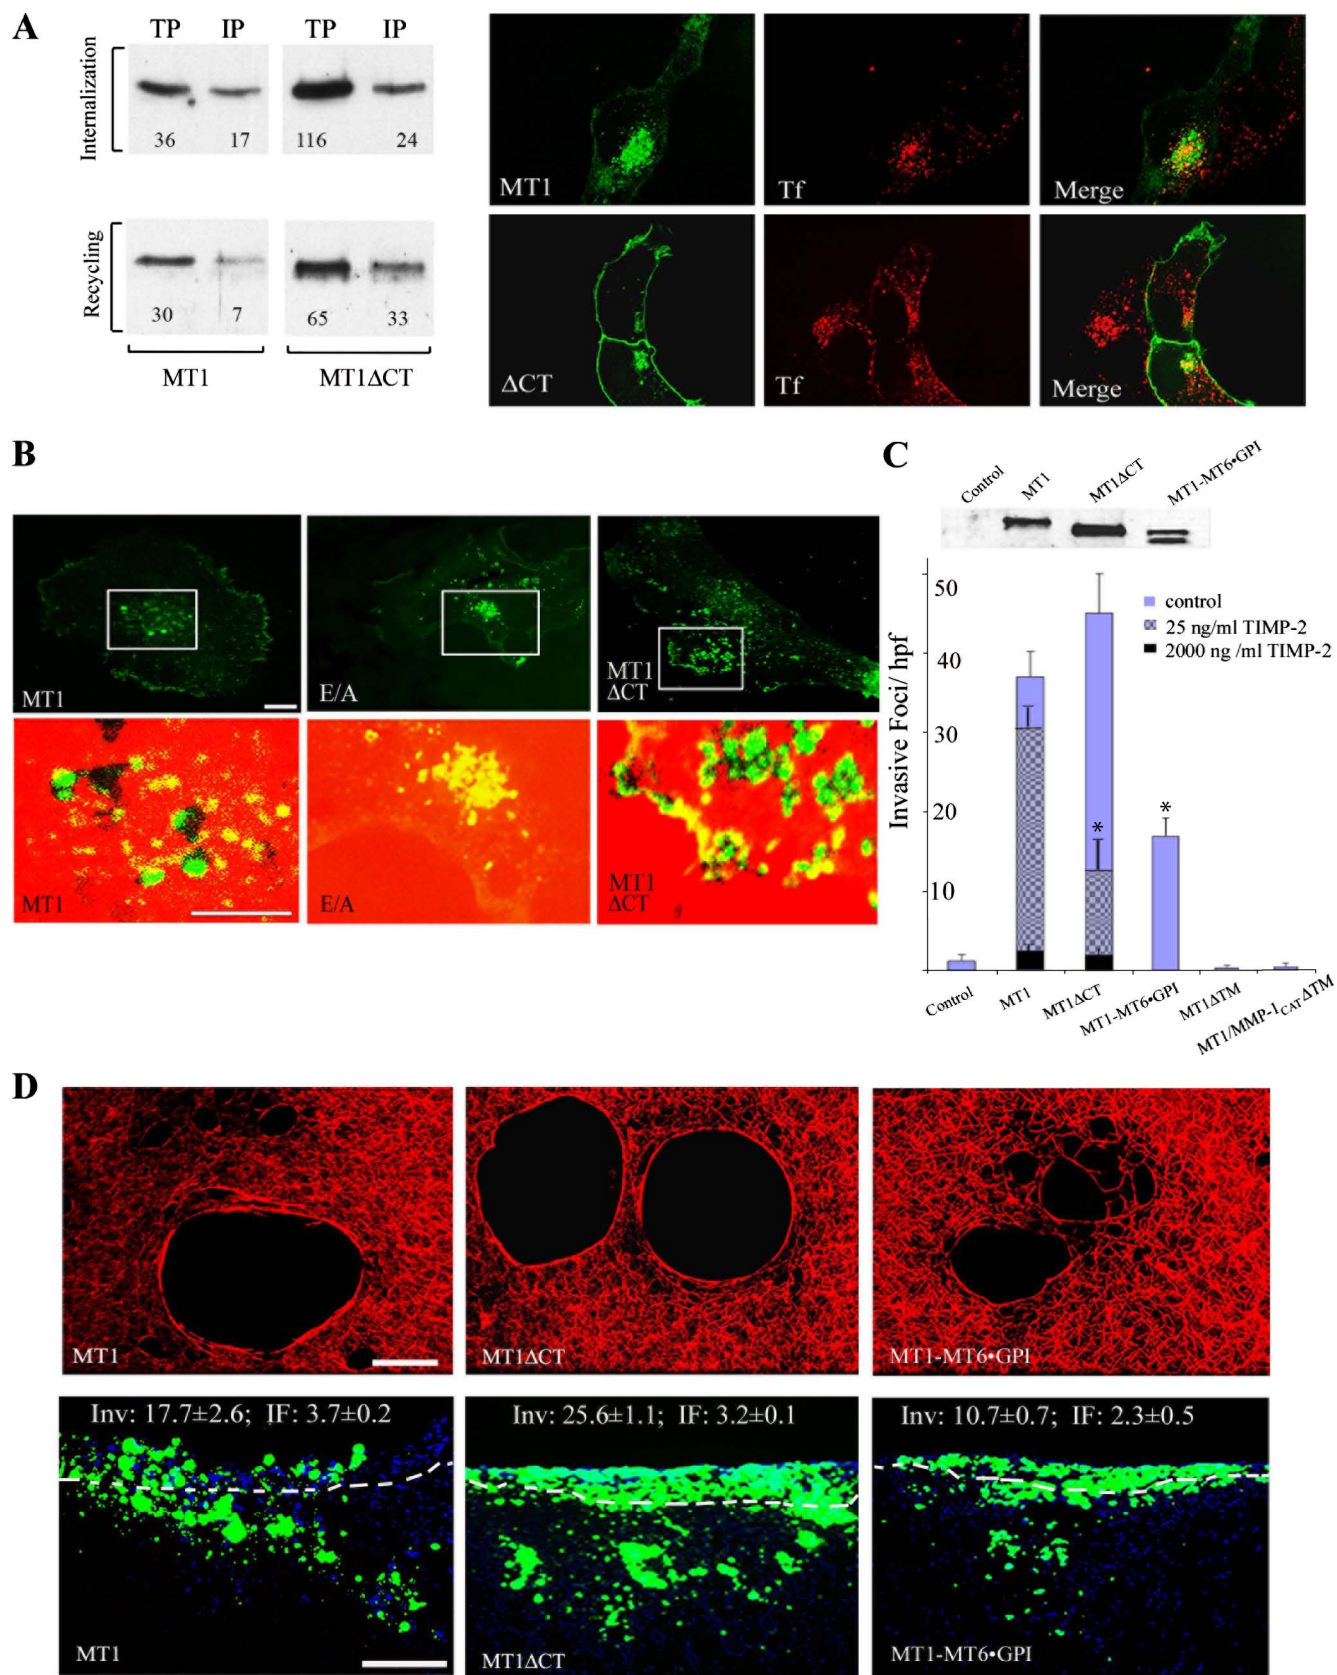 A
TP IP TP IP
Internalization
36 17 116 24
Recycling
30 7 65 33
MT1 MT1ΔCT
MT1 Tf Merge
ΔCT Tf Merge
B
MT1 E/A MT1
ΔCT
MT1 E/A MT1
ΔCT
C
Control MT1 MT1ΔCT MT1-MT6•GPI
Invasive Foci/ hpf
50
40
30
20
10
control
25 ng/ml TIMP-2
2000 ng /ml TIMP-2
* *
Control MT1 MT1ΔCT MT1-MT6•GPI MT1ΔTM MT1/MMP-1CATΔTM
D
MT1 MT1ΔCT MT1-MT6•GPI
Inv: 17.7±2.6; IF: 3.7±0.2
Inv: 25.6±1.1; IF: 3.2±0.1
Inv: 10.7±0.7; IF: 2.3±0.5
MT1 MT1ΔCT MT1-MT6•GPI